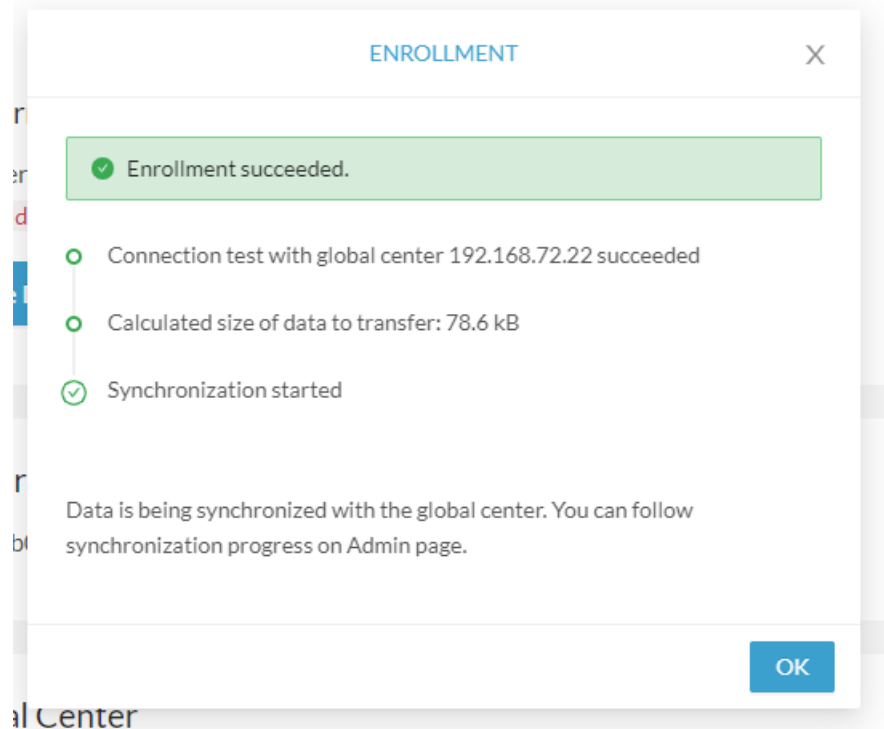 ENROLLMENT
X
Enrollment succeeded.
Connection test with global center 192.168.72.22 succeeded
Calculated size of data to transfer: 78.6 kB
Synchronization started
Data is being synchronized with the global center. You can follow
synchronization progress on Admin page.
OK
al Center